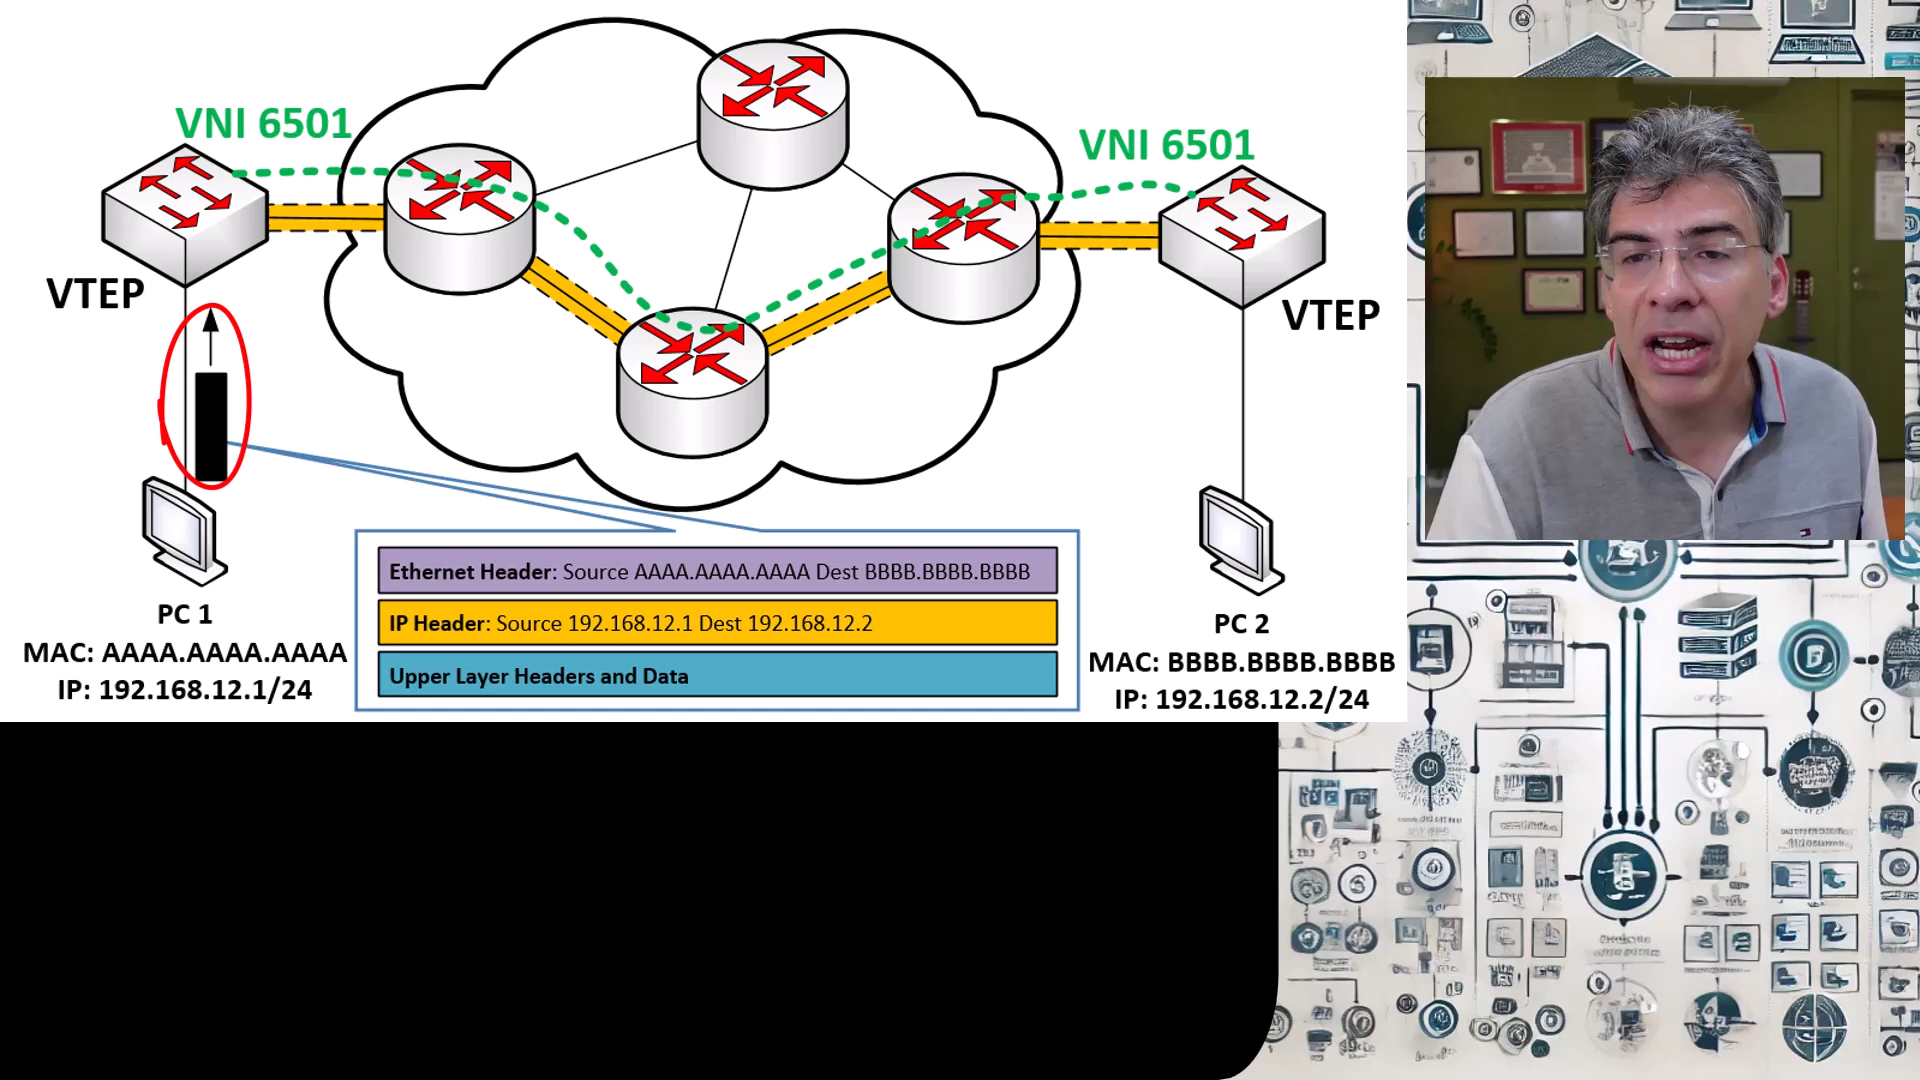 VNI 6501
VNI 6501
VTEP
VTEP
Ethernet Header: Source AAAA.AAAA.AAAA Dest BBBB.BBBB.BBBB
IP Header: Source 192.168.12.1 Dest 192.168.12.2
Upper Layer Headers and Data
PC 1
MAC: AAAA.AAAA.AAAA
IP: 192.168.12.1/24
PC 2
MAC: BBBB.BBBB.BBBB
IP: 192.168.12.2/24